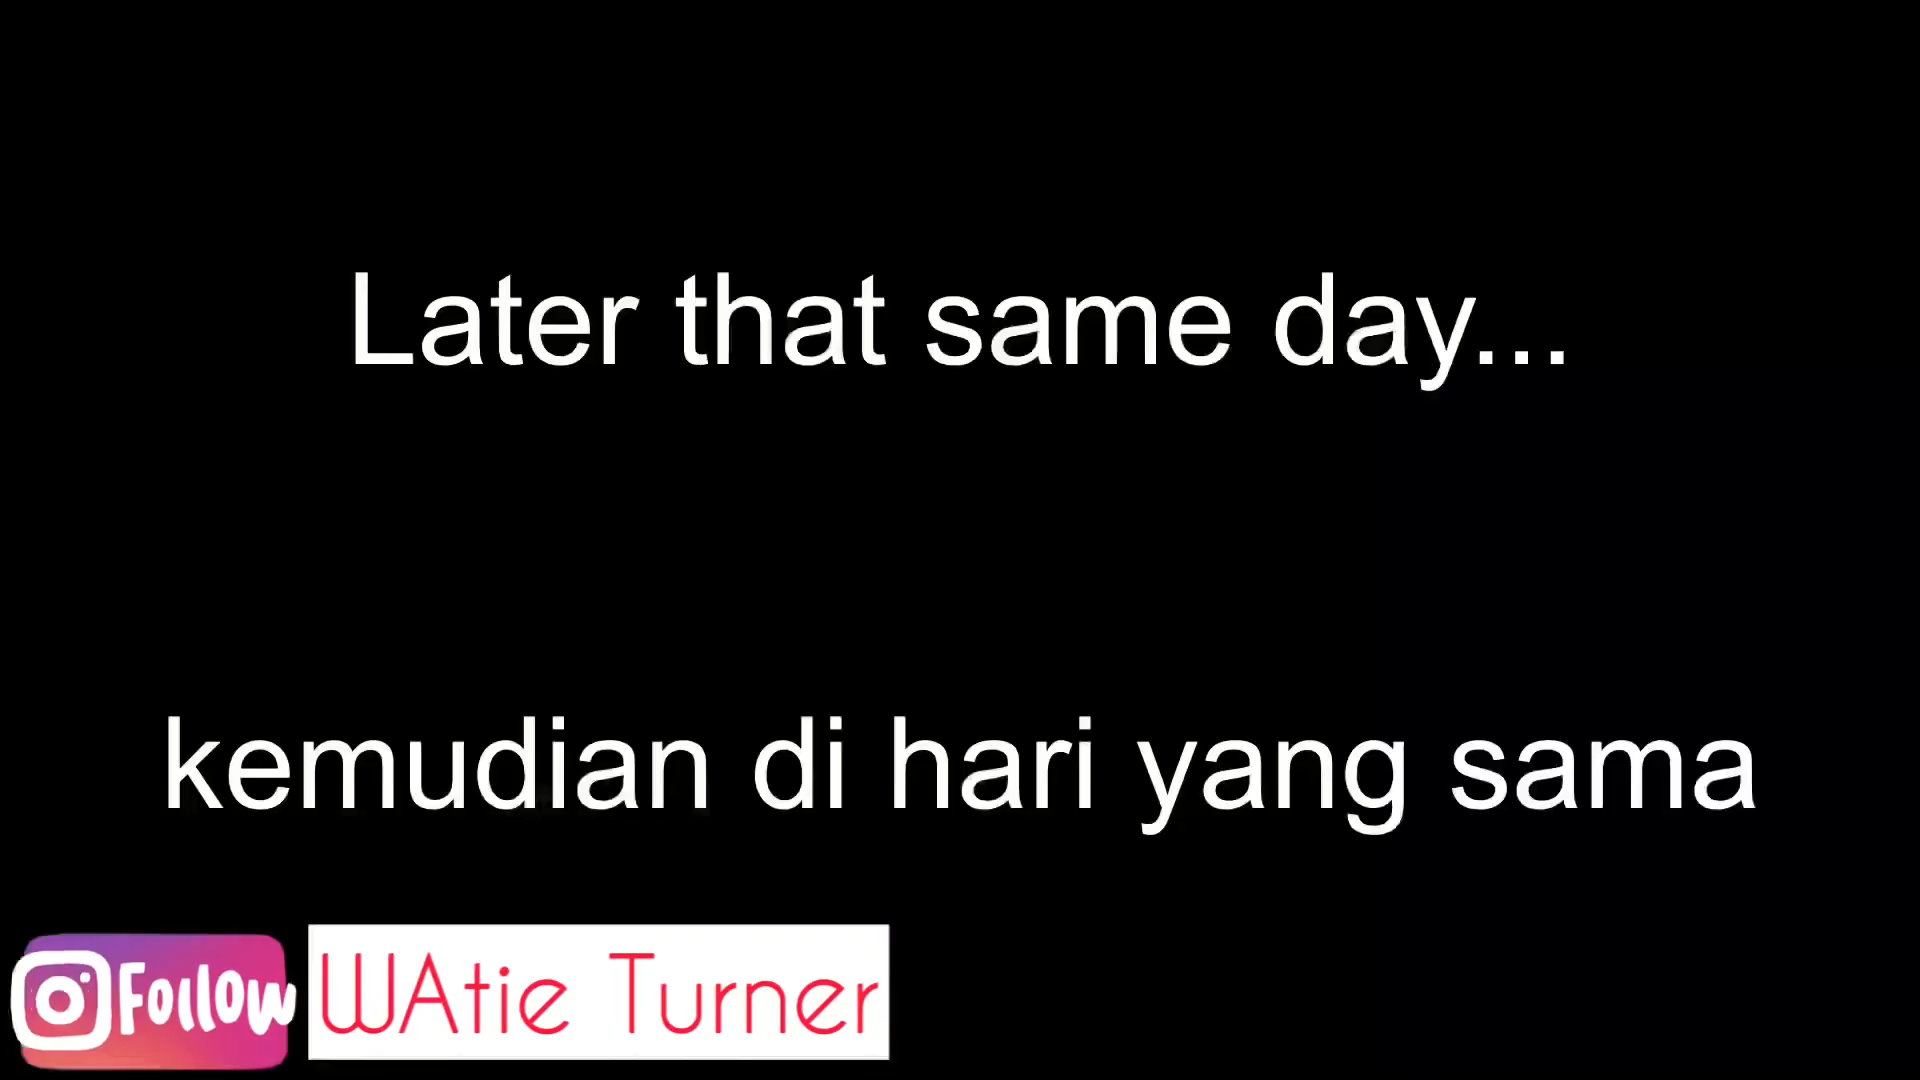 Later that same day...
kemudian di hari yang sama
Follow
WAtie Turner